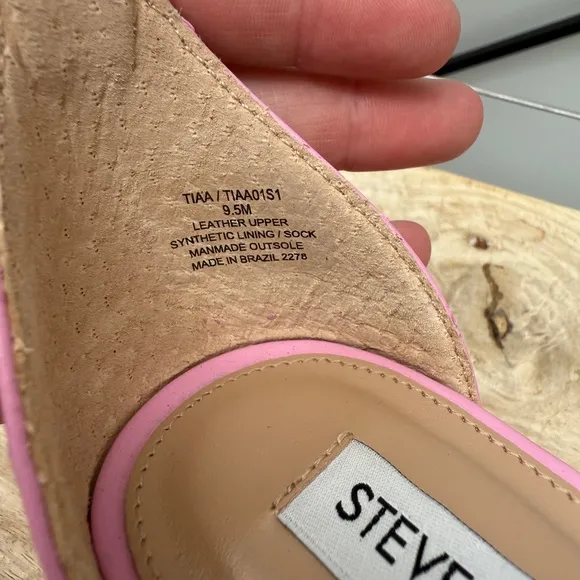 TIAA / TIAA01S1
9.5M
LEATHER UPPER
SYNTHETIC LINING / SOCK
MANMADE OUTSOLE
MADE IN BRAZIL 2278
STEVE